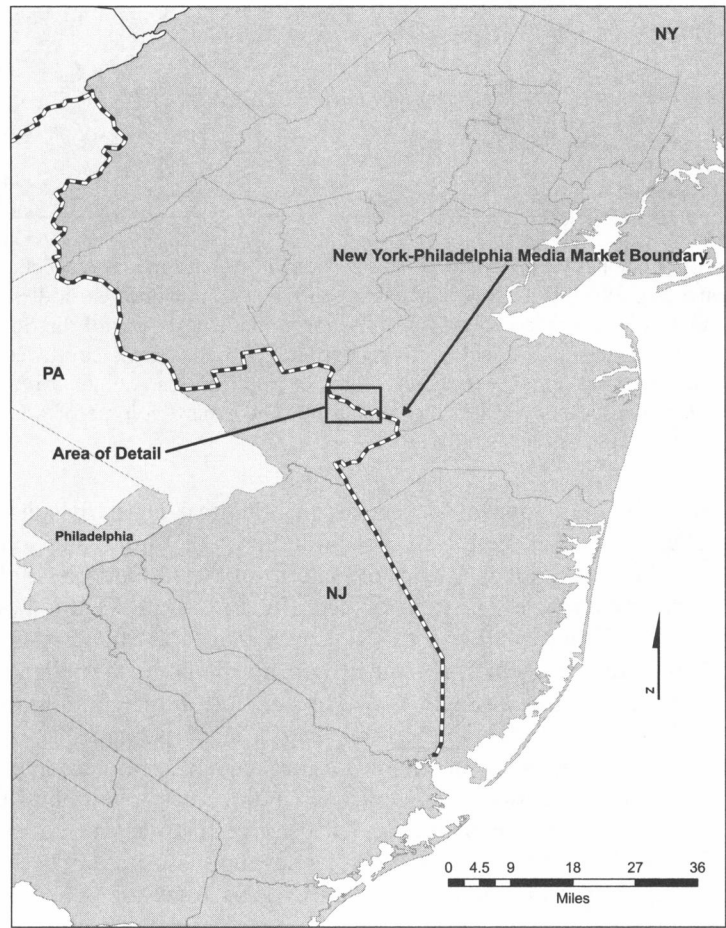 NY
New York-Philadelphia Media Market Boundary
PA
Area of Detail
Philadelphia
NJ
N
0 4.5 9 18 27 36
Miles